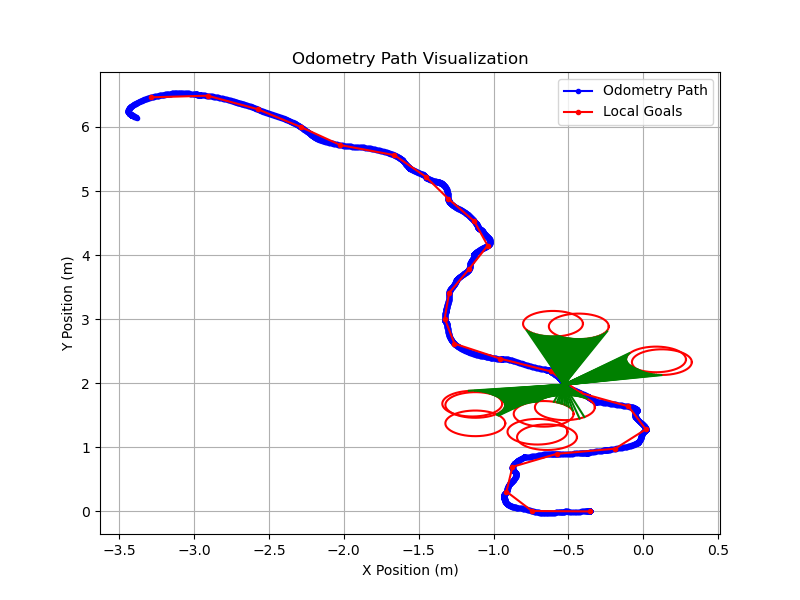 Odometry Path Visualization
Odometry Path
Local Goals
Y Position (m)
6
5
4
3
2
1
0
−3.5 −3.0 −2.5 −2.0 −1.5 −1.0 −0.5 0.0 0.5
X Position (m)